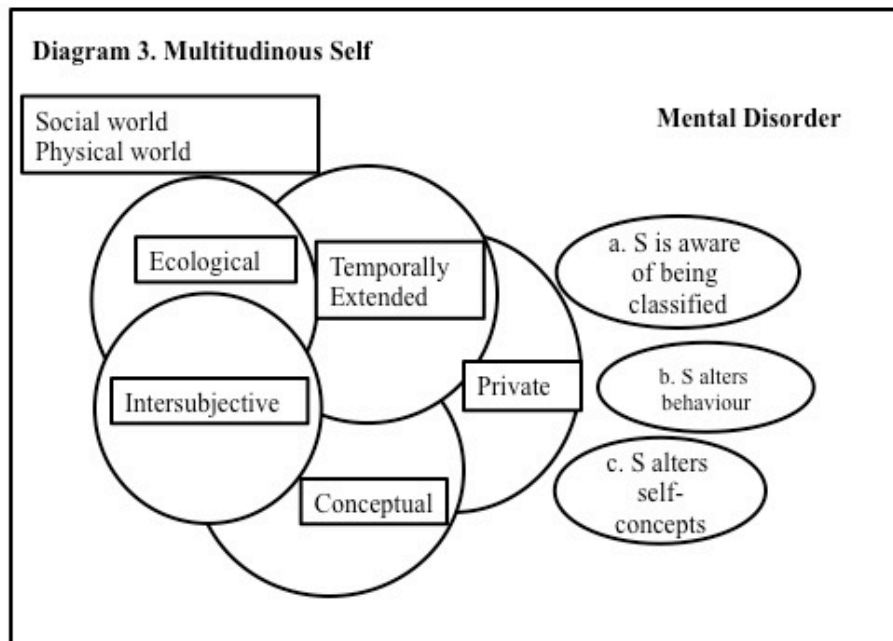 Diagram 3. Multitudinous Self
Social world
Physical world
Mental Disorder
Ecological
Temporally
Extended
Intersubjective
Private
Conceptual
a. S is aware
of being
classified
b. S alters
behaviour
c. S alters
self-
concepts